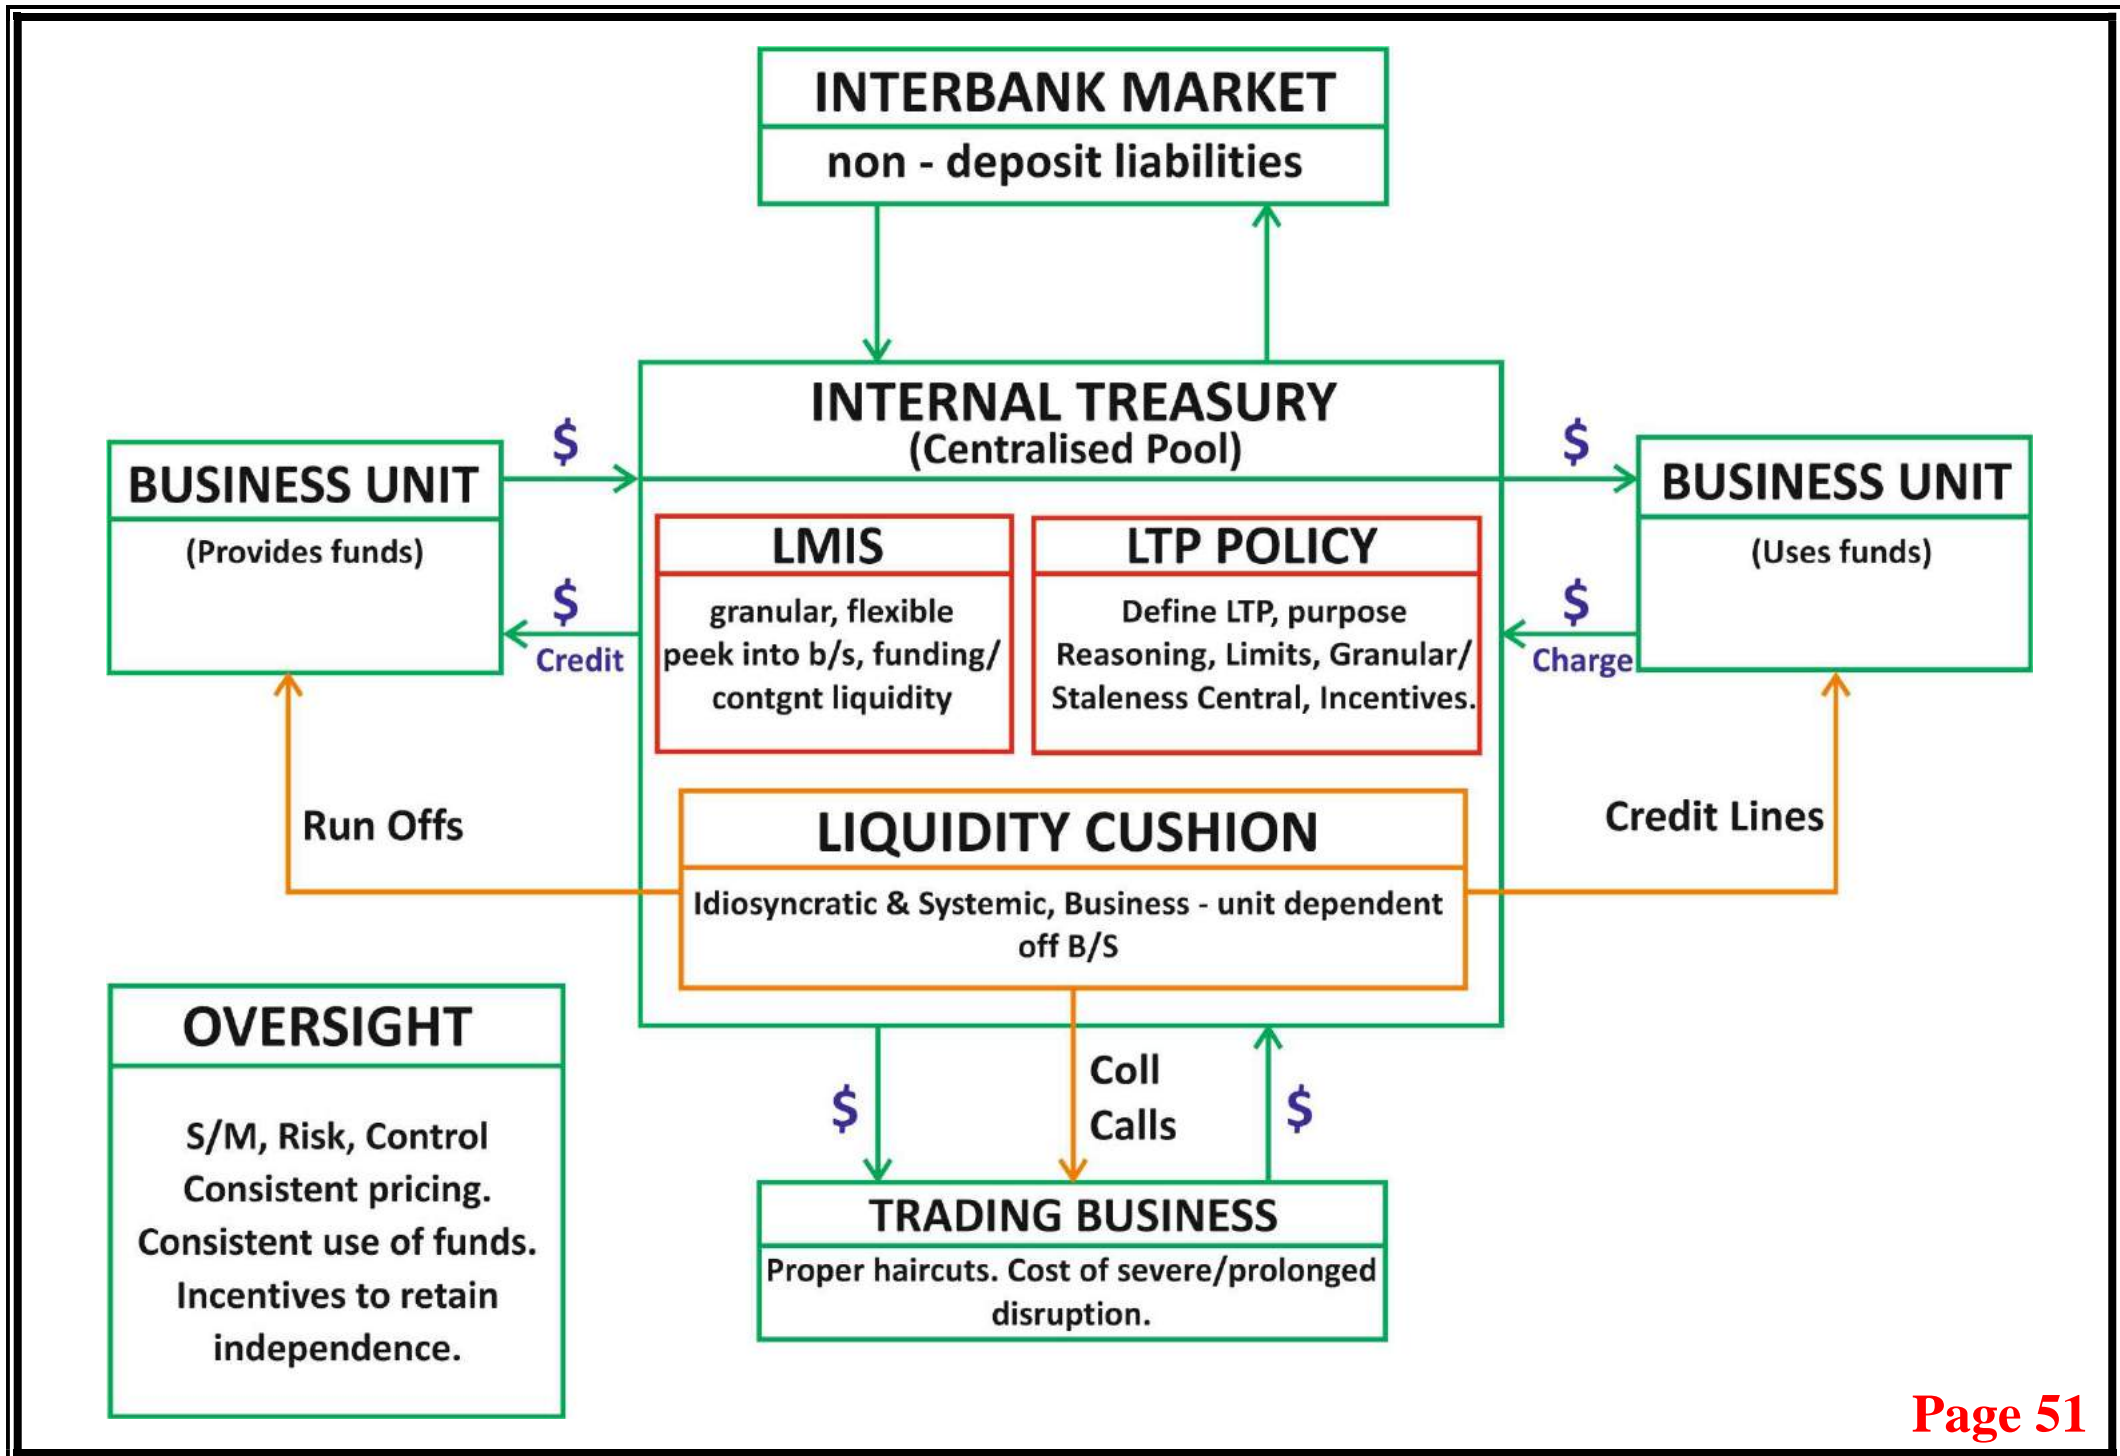 INTERBANK MARKET
non - deposit liabilities
INTERNAL TREASURY
(Centralised Pool)
$
$
BUSINESS UNIT
(Provides funds)
BUSINESS UNIT
(Uses funds)
$
Credit
$
Charge
LMIS
granular, flexible
peek into b/s, funding/
contgnt liquidity
LTP POLICY
Define LTP, purpose
Reasoning, Limits, Granular/
Staleness Central, Incentives.
Run Offs
Credit Lines
LIQUIDITY CUSHION
Idiosyncratic & Systemic, Business - unit dependent
off B/S
OVERSIGHT
S/M, Risk, Control
Consistent pricing.
Consistent use of funds.
Incentives to retain
independence.
$
Coll
Calls
$
TRADING BUSINESS
Proper haircuts. Cost of severe/prolonged
disruption.
Page 51